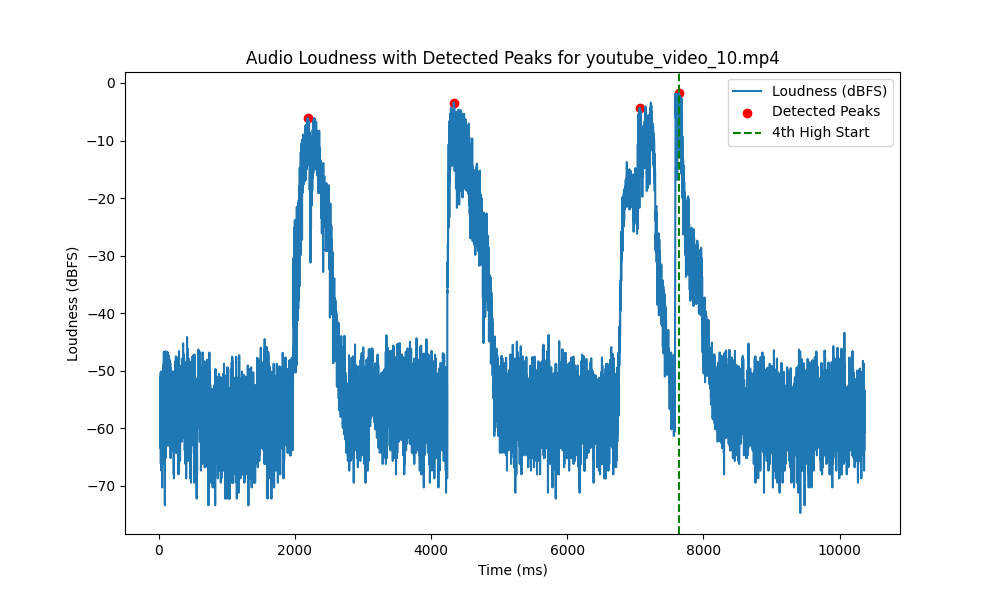 Audio Loudness with Detected Peaks for youtube_video_10.mp4
Loudness (dBFS)
Detected Peaks
4th High Start
0
−10
−20
−30
−40
−50
−60
−70
Loudness (dBFS)
0
2000
4000
6000
8000
10000
Time (ms)